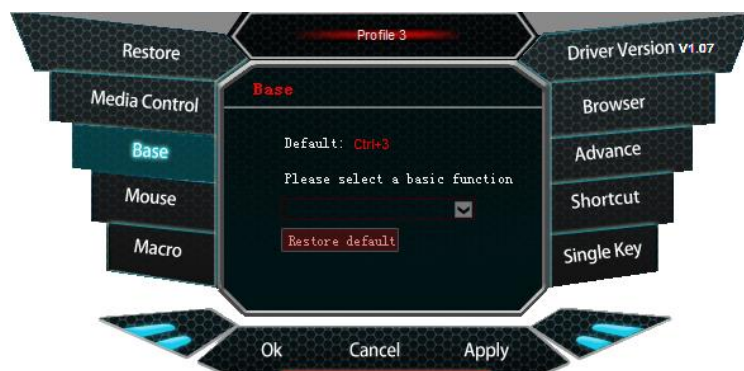 Profile 3
Restore
Media Control
Base
Mouse
Macro
Base
Default: Ctrl+3
Please select a basic function
Restore default
Driver Version V1.07
Browser
Advance
Shortcut
Single Key
Ok Cancel Apply